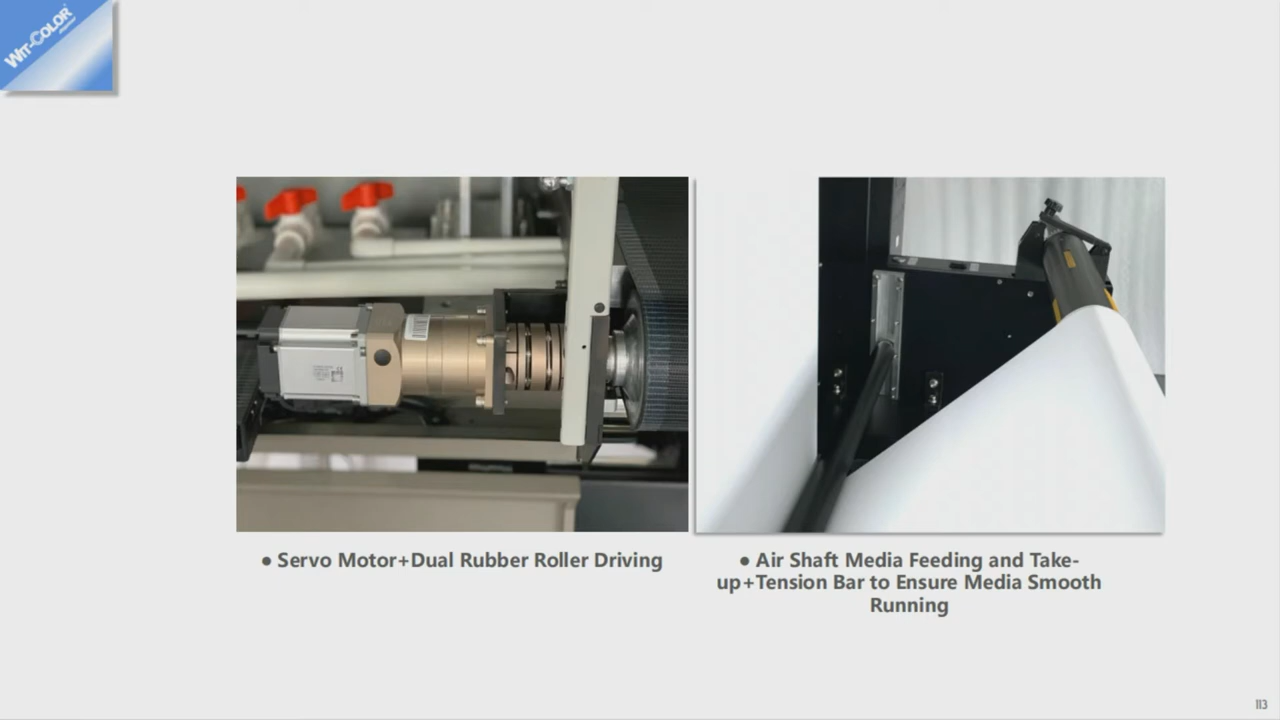 WIT-COLOR
● Servo Motor+Dual Rubber Roller Driving
● Air Shaft Media Feeding and Take-
up+Tension Bar to Ensure Media Smooth
Running
113